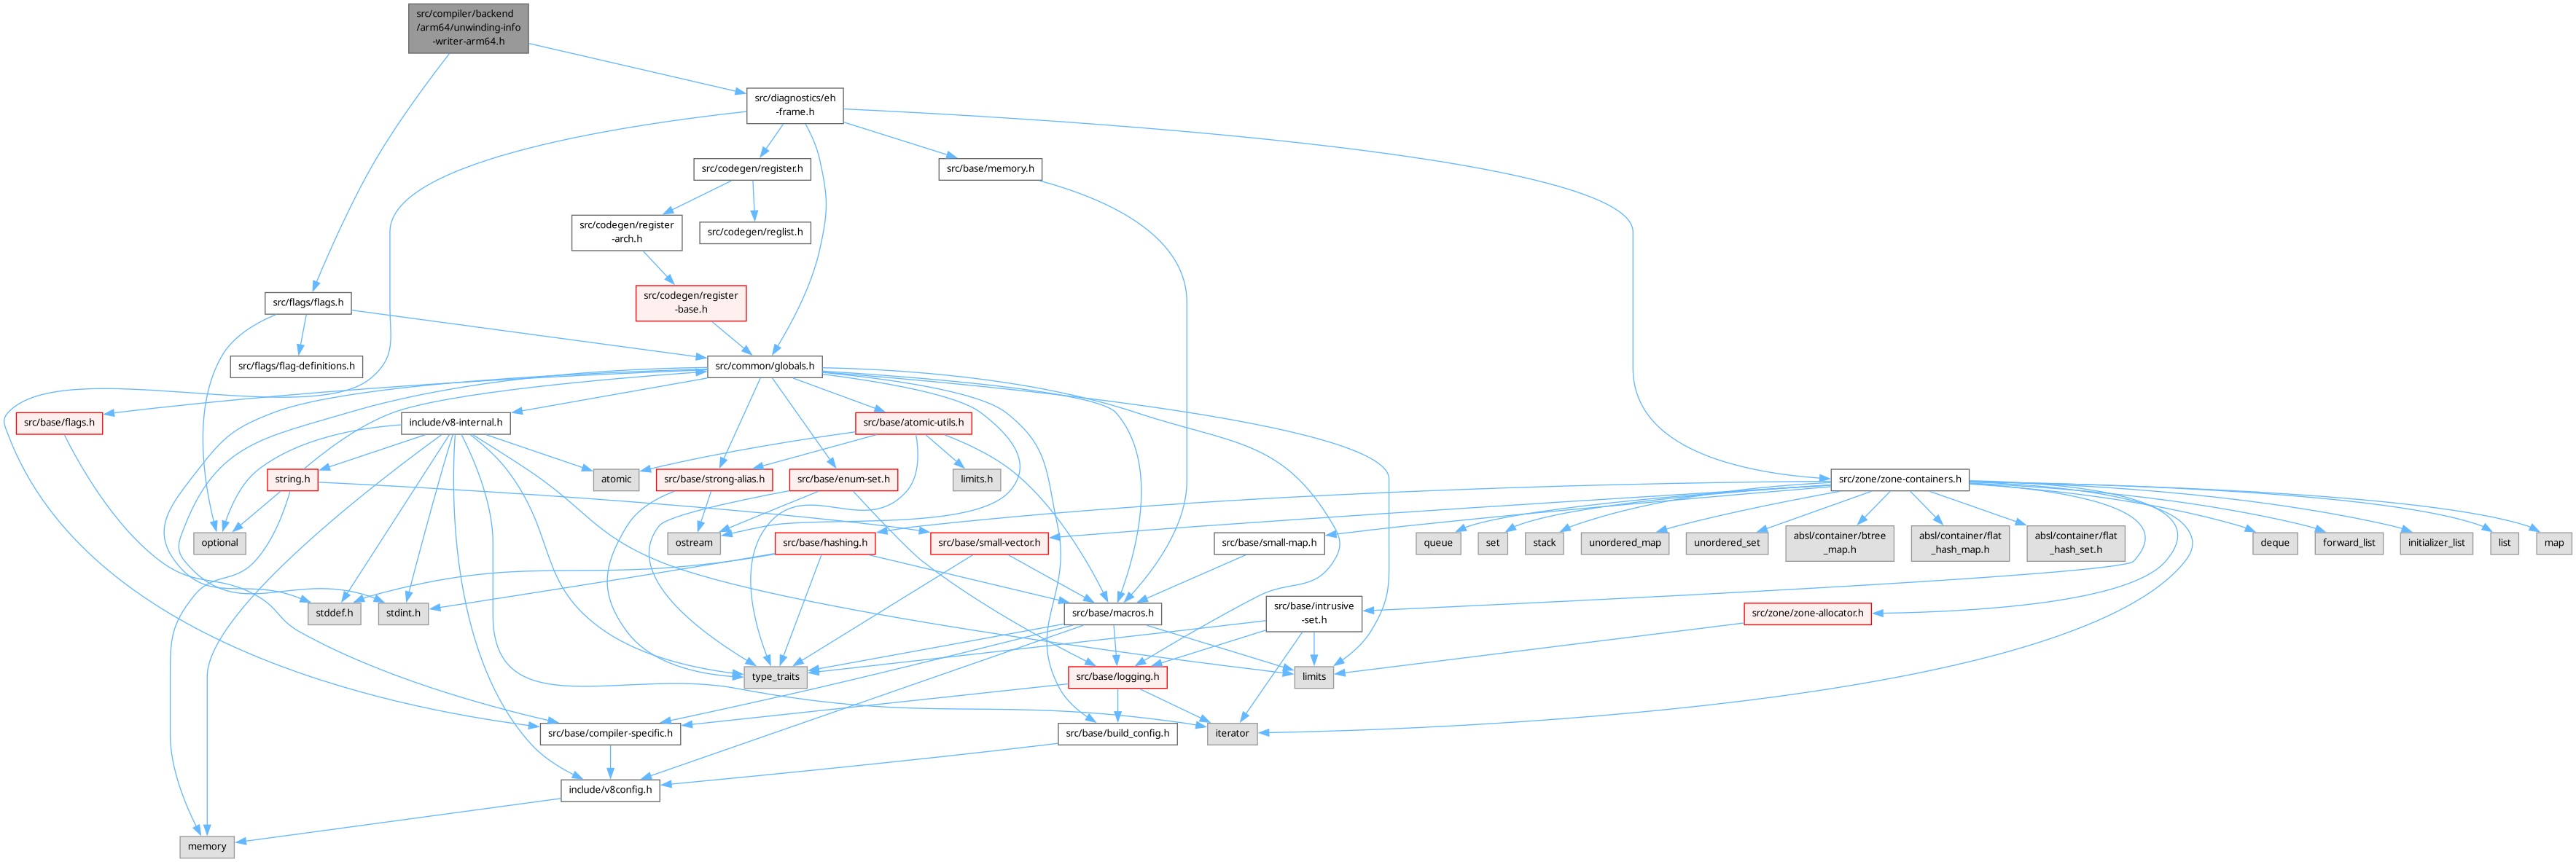 src/compiler/backend
/arm64/unwinding-info
-writer-arm64.h
src/diagnostics/eh
-frame.h
src/codegen/register.h
src/base/memory.h
src/codegen/register
-arch.h
src/codegen/reglist.h
src/codegen/register
-base.h
src/flags/flags.h
src/flags/flag-definitions.h
src/common/globals.h
src/base/flags.h
include/v8-internal.h
src/base/atomic-utils.h
string.h
atomic
src/base/strong-alias.h
src/base/enum-set.h
limits.h
src/zone/zone-containers.h
optional
ostream
src/base/hashing.h
src/base/small-vector.h
src/base/small-map.h
queue
set
stack
unordered_map
unordered_set
absl/container/btree
_map.h
absl/container/flat
_hash_map.h
absl/container/flat
_hash_set.h
deque
forward_list
initializer_list
list
map
stddef.h
stdint.h
src/base/macros.h
src/base/intrusive
-set.h
src/zone/zone-allocator.h
type_traits
src/base/logging.h
limits
src/base/compiler-specific.h
src/base/build_config.h
iterator
include/v8config.h
memory